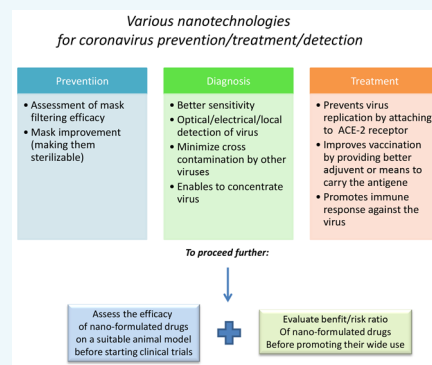 Various nanotechnologies
for coronavirus prevention/treatment/detection
Preventiion
• Assessment of mask
filtering efficacy
• Mask improvement
(making them
sterilizable)
Diagnosis
• Better sensitivity
• Optical/electrical/local
detection of virus
• Minimize cross
contamination by other
viruses
• Enables to concentrate
virus
Treatment
• Prevents virus
replication by attaching
to ACE-2 receptor
• Improves vaccination
by providing better
adjuvent or means to
carry the antigene
• Promotes immune
response against the
virus
To proceed further:
Assess the efficacy
of nano-formulated drugs
on a suitable animal model
before starting clinical trials
Evaluate benfit/risk ratio
Of nano-formulated drugs
Before promoting their wide use